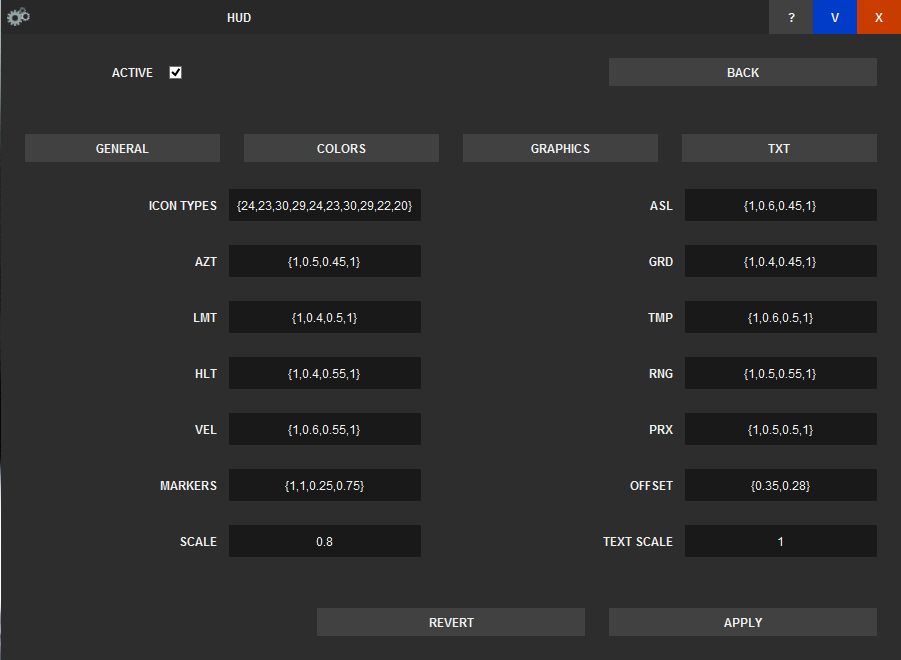 HUD ? V X
ACTIVE BACK
GENERAL COLORS GRAPHICS TXT
ICON TYPES {24,23,30,29,24,23,30,29,22,20} ASL {1,0.6,0.45,1}
AZT {1,0.5,0.45,1} GRD {1,0.4,0.45,1}
LMT {1,0.4,0.5,1} TMP {1,0.6,0.5,1}
HLT {1,0.4,0.55,1} RNG {1,0.5,0.55,1}
VEL {1,0.6,0.55,1} PRX {1,0.5,0.5,1}
MARKERS {1,1,0.25,0.75} OFFSET {0.35,0.28}
SCALE 0.8 TEXT SCALE 1
REVERT APPLY